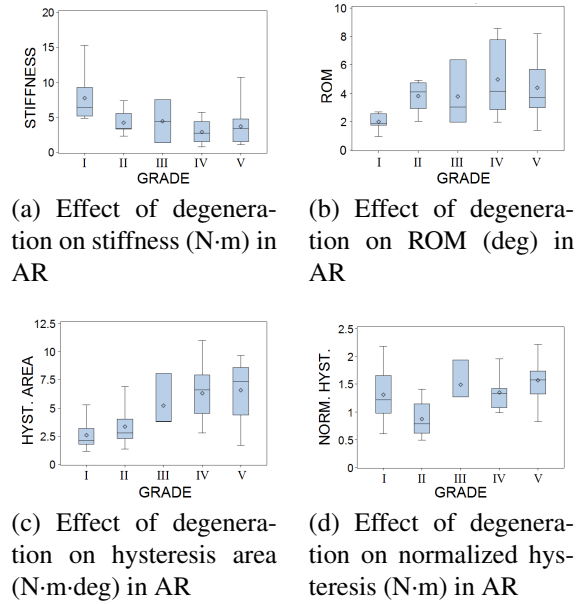 20
15
10
5
0
STIFFNESS
I II III IV V
GRADE
(a) Effect of degenera-
tion on stiffness (N·m) in
AR
10
8
6
4
2
0
ROM
I II III IV V
GRADE
(b) Effect of degenera-
tion on ROM (deg) in
AR
12.5
10
7.5
5
2.5
0
HYST. AREA
I II III IV V
GRADE
(c) Effect of degenera-
tion on hysteresis area
(N·m·deg) in AR
2.5
2
1.5
1
0.5
0
NORM. HYST.
I II III IV V
GRADE
(d) Effect of degenera-
tion on normalized hys-
teresis (N·m) in AR